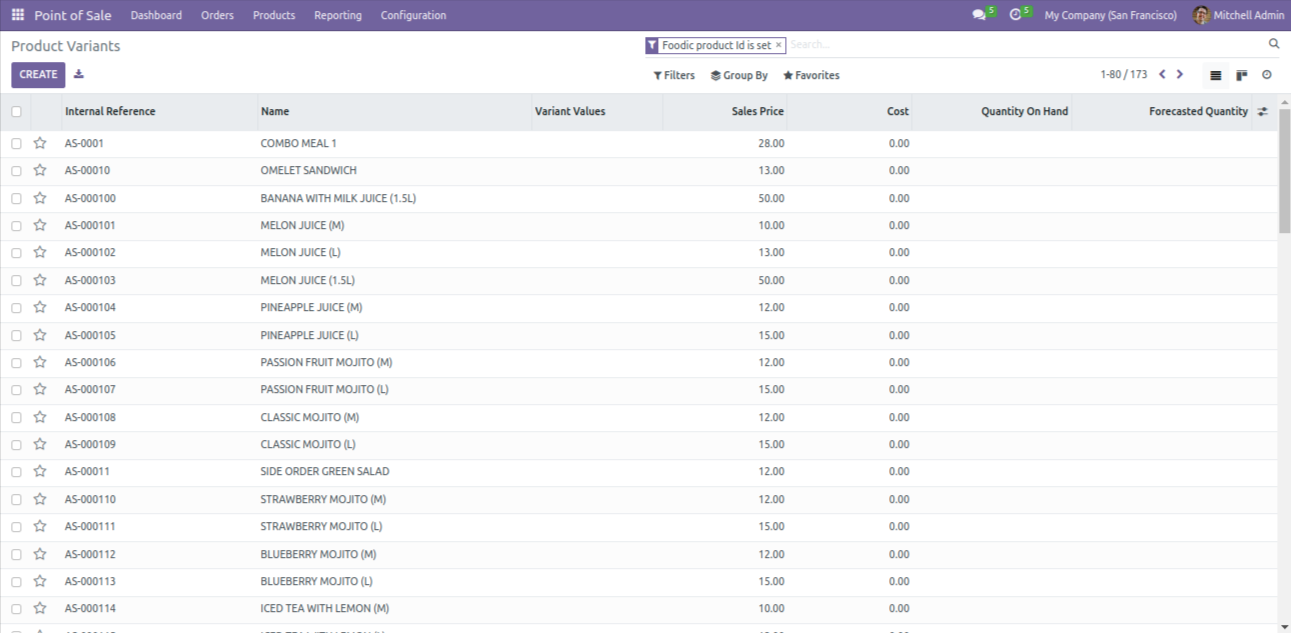 Point of Sale Dashboard Orders Products Reporting Configuration 5 5 My Company (San Francisco) Mitchell Admin
Product Variants Foodic product Id is set × Search...
CREATE Filters Group By Favorites 1-80 / 173
Internal Reference Name Variant Values Sales Price Cost Quantity On Hand Forecasted Quantity
AS-0001 COMBO MEAL 1 28.00 0.00
AS-00010 OMELET SANDWICH 13.00 0.00
AS-000100 BANANA WITH MILK JUICE (1.5L) 50.00 0.00
AS-000101 MELON JUICE (M) 10.00 0.00
AS-000102 MELON JUICE (L) 13.00 0.00
AS-000103 MELON JUICE (1.5L) 50.00 0.00
AS-000104 PINEAPPLE JUICE (M) 12.00 0.00
AS-000105 PINEAPPLE JUICE (L) 15.00 0.00
AS-000106 PASSION FRUIT MOJITO (M) 12.00 0.00
AS-000107 PASSION FRUIT MOJITO (L) 15.00 0.00
AS-000108 CLASSIC MOJITO (M) 12.00 0.00
AS-000109 CLASSIC MOJITO (L) 15.00 0.00
AS-00011 SIDE ORDER GREEN SALAD 12.00 0.00
AS-000110 STRAWBERRY MOJITO (M) 12.00 0.00
AS-000111 STRAWBERRY MOJITO (L) 15.00 0.00
AS-000112 BLUEBERRY MOJITO (M) 12.00 0.00
AS-000113 BLUEBERRY MOJITO (L) 15.00 0.00
AS-000114 ICED TEA WITH LEMON (M) 10.00 0.00